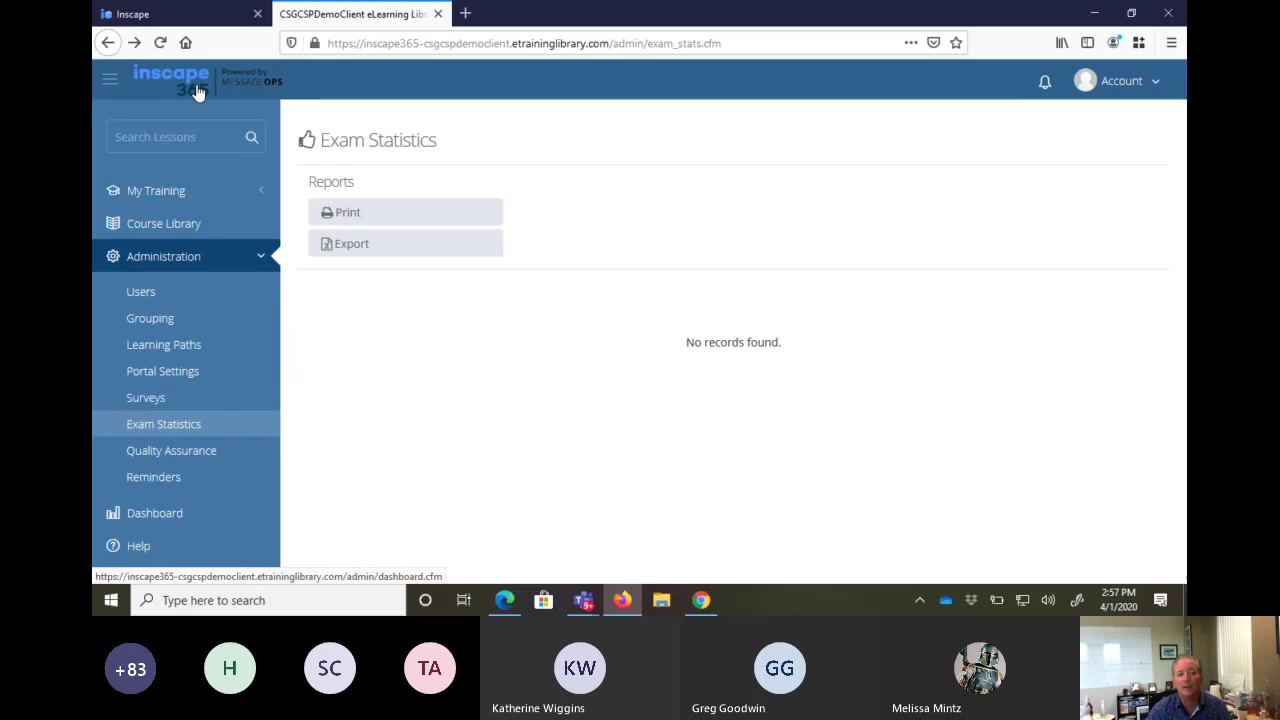 Inscape
CSGCSPDemoClient eLearning Lib
https://inscape365-csgcspdemoclient.etraininglibrary.com/admin/exam_stats.cfm
inscape
365
Powered by
MESSAGEOPS
Account
Search Lessons
My Training
Course Library
Administration
Users
Grouping
Learning Paths
Portal Settings
Surveys
Exam Statistics
Quality Assurance
Reminders
Dashboard
Help
Exam Statistics
Reports
Print
Export
No records found.
https://inscape365-csgcspdemoclient.etraininglibrary.com/admin/dashboard.cfm
Type here to search
9+
2:57 PM
4/1/2020
+83
H
SC
TA
KW
Katherine Wiggins
GG
Greg Goodwin
Melissa Mintz